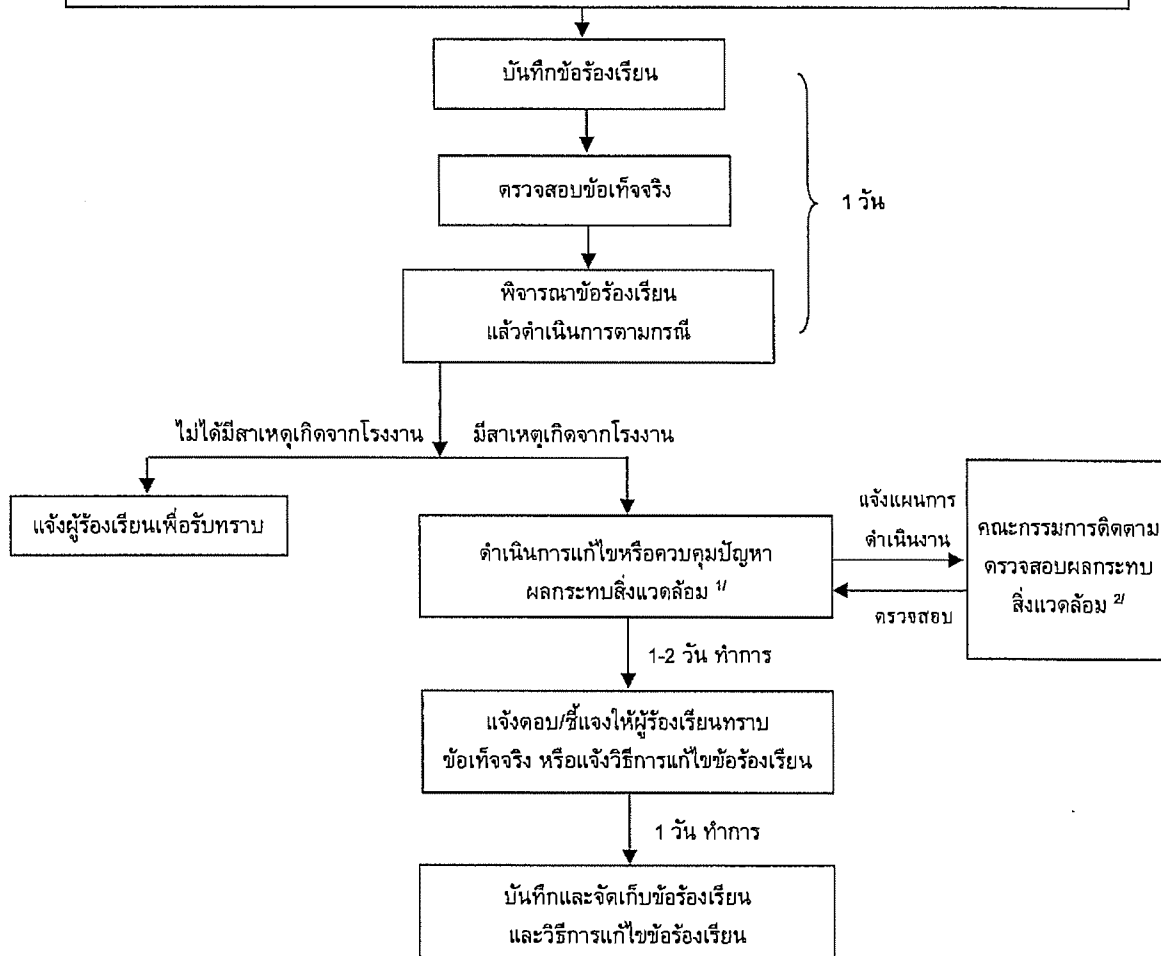 บันทึกข้อร้องเรียน
ตรวจสอบข้อเท็จจริง
1 วัน
พิจารณาข้อร้องเรียน
แล้วดำเนินการตามกรณี
ไม่ได้มีสาเหตุเกิดจากโรงงาน
มีสาเหตุเกิดจากโรงงาน
แจ้งผู้ร้องเรียนเพื่อรับทราบ
ดำเนินการแก้ไขหรือควบคุมปัญหา
ผลกระทบสิ่งแวดล้อม 1/
แจ้งแผนการ
ดำเนินงาน
ตรวจสอบ
คณะกรรมการติดตาม
ตรวจสอบผลกระทบ
สิ่งแวดล้อม 2/
1-2 วัน ทำการ
แจ้งตอบ/ชี้แจงให้ผู้ร้องเรียนทราบ
ข้อเท็จจริง หรือแจ้งวิธีการแก้ไขข้อร้องเรียน
1 วัน ทำการ
บันทึกและจัดเก็บข้อร้องเรียน
และวิธีการแก้ไขข้อร้องเรียน